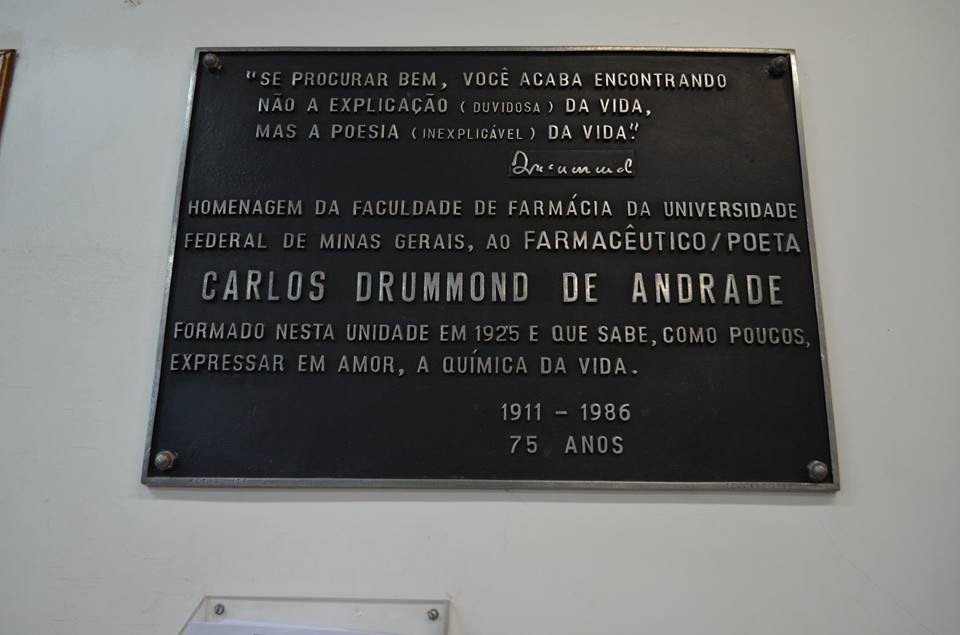 "SE PROCURAR BEM, VOCÊ ACABA ENCONTRANDO
NÃO A EXPLICAÇÃO (DUVIDOSA) DA VIDA,
MAS A POESIA (INEXPLICÁVEL) DA VIDA."
Drummond
HOMENAGEM DA FACULDADE DE FARMÁCIA DA UNIVERSIDADE
FEDERAL DE MINAS GERAIS, AO FARMACÊUTICO/POETA
CARLOS DRUMMOND DE ANDRADE
FORMADO NESTA UNIDADE EM 1925 E QUE SABE, COMO POUCOS,
EXPRESSAR EM AMOR, A QUÍMICA DA VIDA.
1911 - 1986
75 ANOS